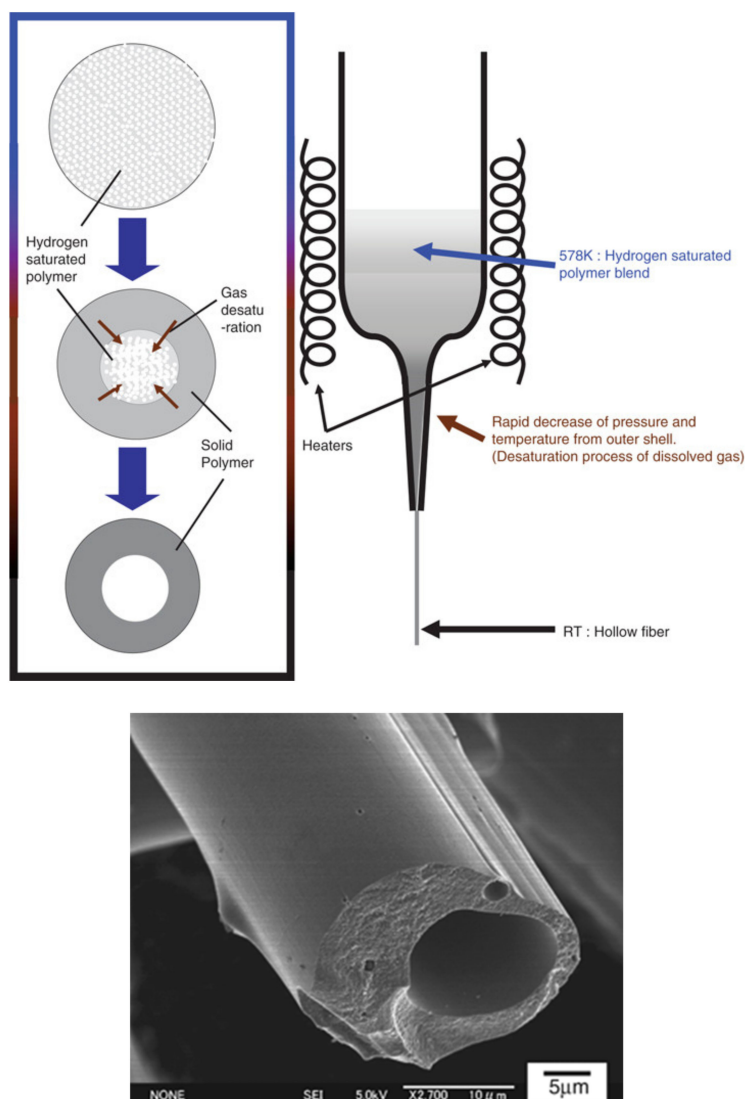 Hydrogen
saturated
polymer
Gas
desatu
-ration
Solid
Polymer
Heaters
578K : Hydrogen saturated
polymer blend
Rapid decrease of pressure and
temperature from outer shell.
(Desaturation process of dissolved gas)
RT : Hollow fiber
NONE SEI 5.0kV X2,700 10μm
5μm